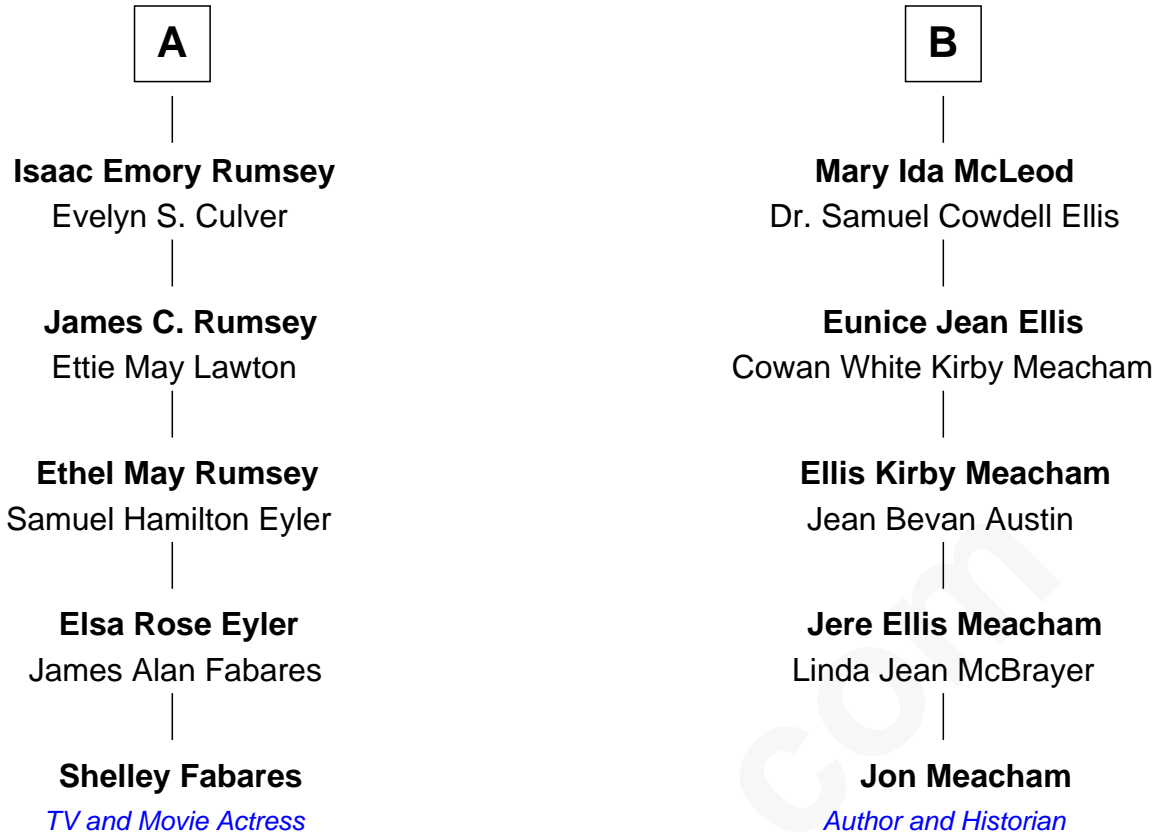 A
Isaac Emory Rumsey
Evelyn S. Culver
James C. Rumsey
Ettie May Lawton
Ethel May Rumsey
Samuel Hamilton Eyler
Elsa Rose Eyler
James Alan Fabares
Shelley Fabares
TV and Movie Actress
B
Mary Ida McLeod
Dr. Samuel Cowdell Ellis
Eunice Jean Ellis
Cowan White Kirby Meacham
Ellis Kirby Meacham
Jean Bevan Austin
Jere Ellis Meacham
Linda Jean McBrayer
Jon Meacham
Author and Historian
com